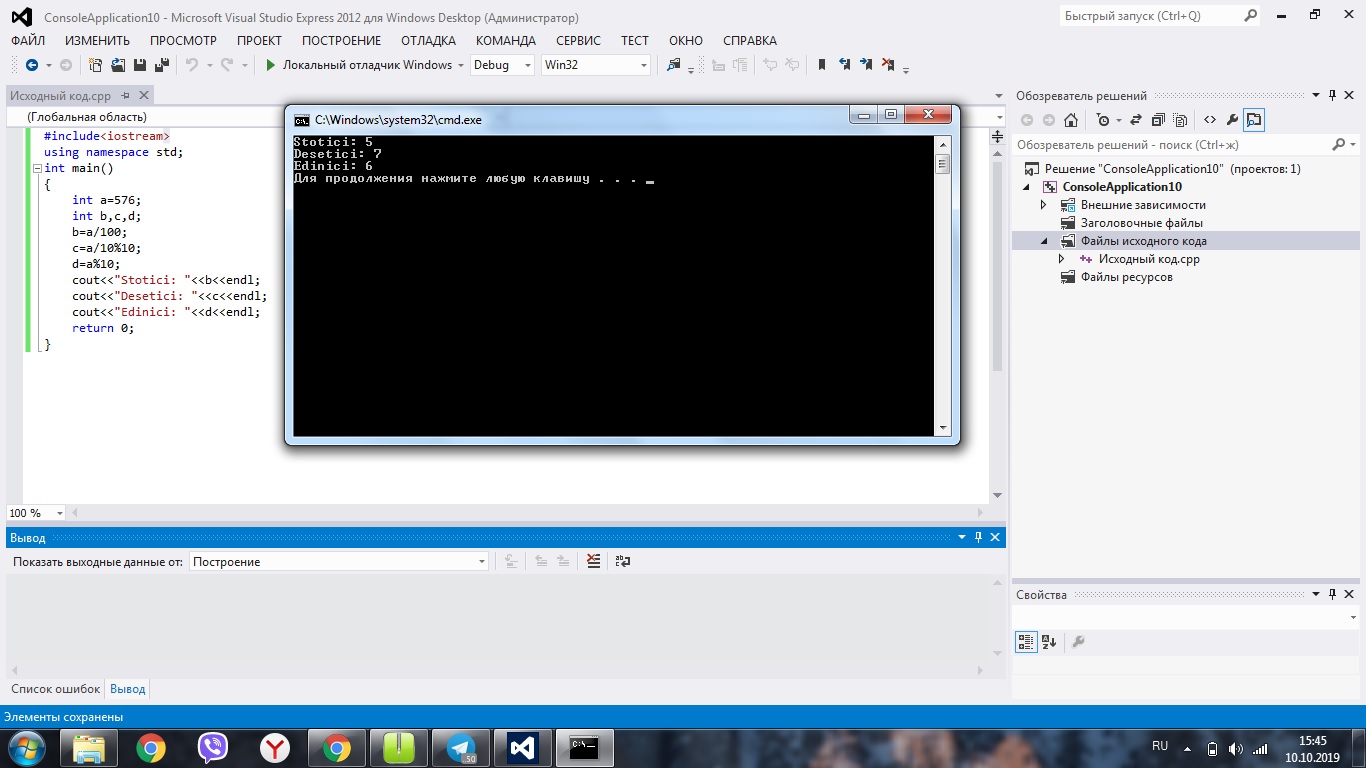 ConsoleApplication10 - Microsoft Visual Studio Express 2012 для Windows Desktop (Администратор)
Быстрый запуск (Ctrl+Q)
ФАЙЛ ИЗМЕНИТЬ ПРОСМОТР ПРОЕКТ ПОСТРОЕНИЕ ОТЛАДКА КОМАНДА СЕРВИС ТЕСТ ОКНО СПРАВКА
Локальный отладчик Windows Debug Win32
Исходный код.cpp
(Глобальная область)
#include<iostream>
using namespace std;
int main()
{
int a=576;
int b,c,d;
b=a/100;
c=a/10%10;
d=a%10;
cout<<"Stotici: "<<b<<endl;
cout<<"Desetici: "<<c<<endl;
cout<<"Edinici: "<<d<<endl;
return 0;
}
C:\Windows\system32\cmd.exe
Stotici: 5
Desetici: 7
Edinici: 6
Для продолжения нажмите любую клавишу . . . _
100 %
Вывод
Показать выходные данные от: Построение
Список ошибок Вывод
Обозреватель решений
Обозреватель решений - поиск (Ctrl+ж)
Решение "ConsoleApplication10" (проектов: 1)
ConsoleApplication10
Внешние зависимости
Заголовочные файлы
Файлы исходного кода
Исходный код.cpp
Файлы ресурсов
Свойства
Элементы сохранены
50
RU
15:45
10.10.2019